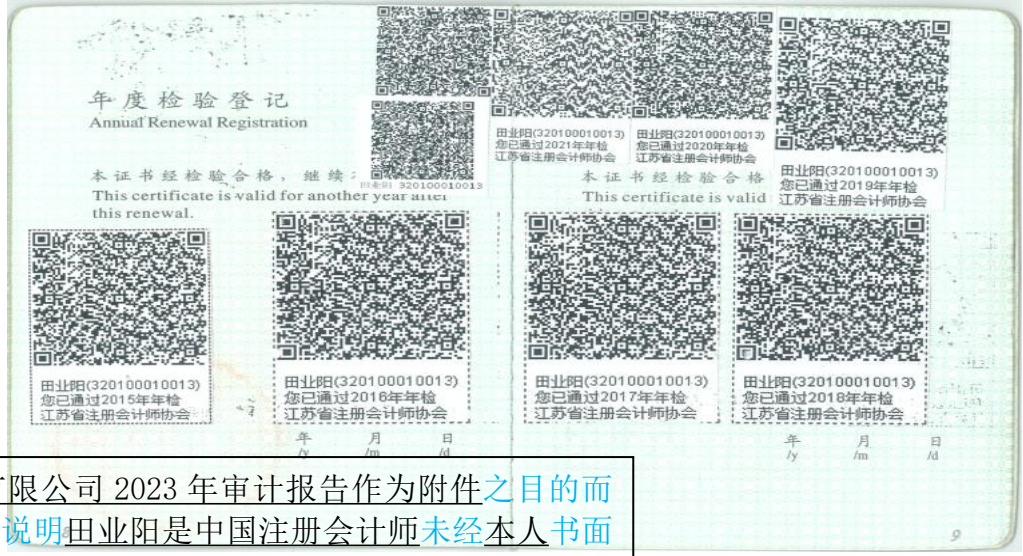 年度检验登记
Annual Renewal Registration
本证书经检验合格，继续
This certificate is valid for another year after
this renewal.
田业阳 320100010013
田业阳(320100010013)
您已通过2021年年检
江苏省注册会计师协会
田业阳(320100010013)
您已通过2020年年检
江苏省注册会计师协会
田业阳(320100010013)
您已通过2019年年检
江苏省注册会计师协会
本证书经检验合格
This certificate is valid
田业阳(320100010013)
您已通过2015年年检
江苏省注册会计师协会
田业阳(320100010013)
您已通过2016年年检
江苏省注册会计师协会
田业阳(320100010013)
您已通过2017年年检
江苏省注册会计师协会
田业阳(320100010013)
您已通过2018年年检
江苏省注册会计师协会
年 月 日
/y /m /d
年 月 日
/y /m /d
限公司 2023 年审计报告作为附件之目的而
说明田业阳是中国注册会计师未经本人书面
8
9